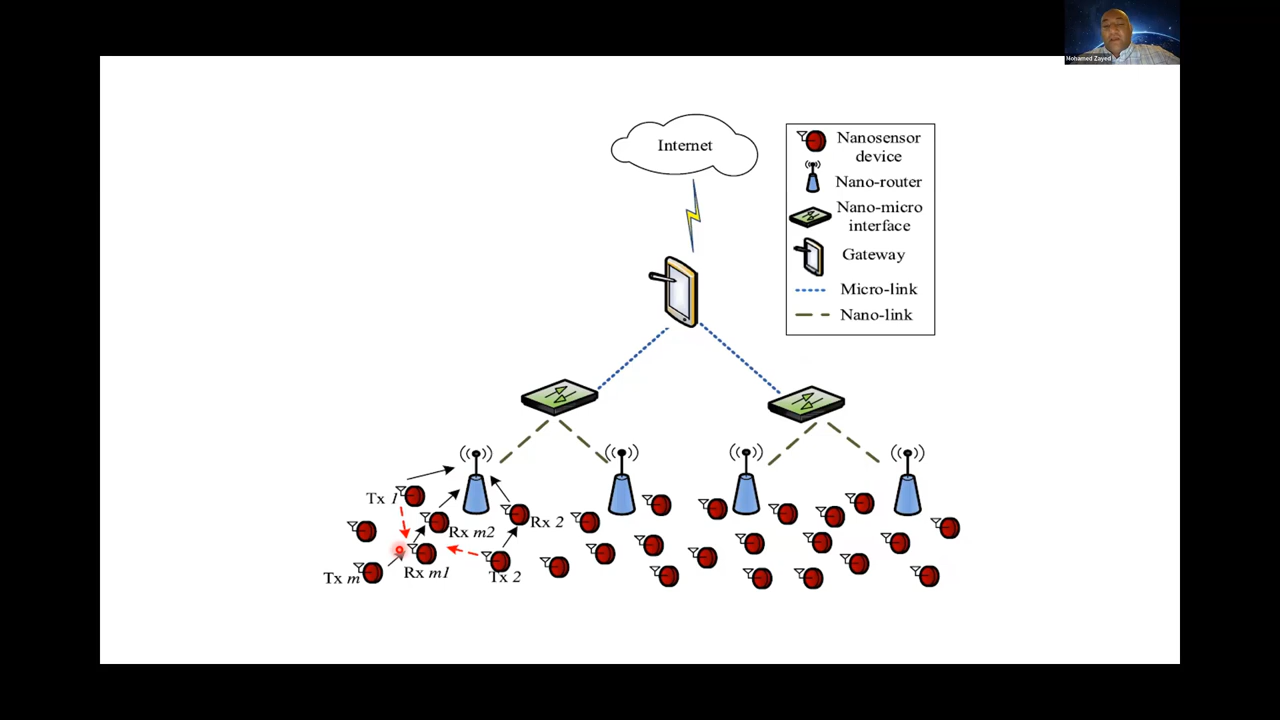 Mohamed Zayed
Internet
Nanosensor
device
Nano-router
Nano-micro
interface
Gateway
Micro-link
Nano-link
Tx 1
Rx m2
Rx 2
Tx m
Rx m1
Tx 2